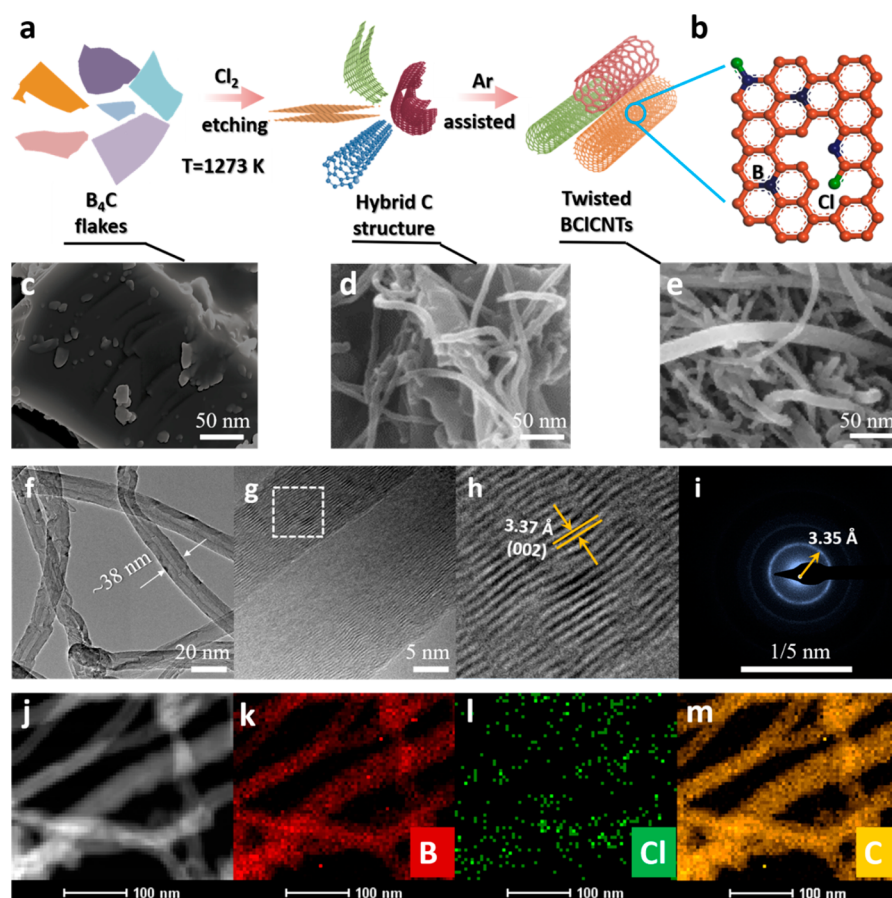 a
b
Cl2
Ar
etching
assisted
T=1273 K
B
Cl
B4C
flakes
Hybrid C
structure
Twisted
BClCNTs
c
d
e
50 nm
50 nm
50 nm
f
g
h
i
~38 nm
3.37 Å
(002)
3.35 Å
20 nm
5 nm
1/5 nm
j
k
l
m
B
Cl
C
100 nm
100 nm
100 nm
100 nm